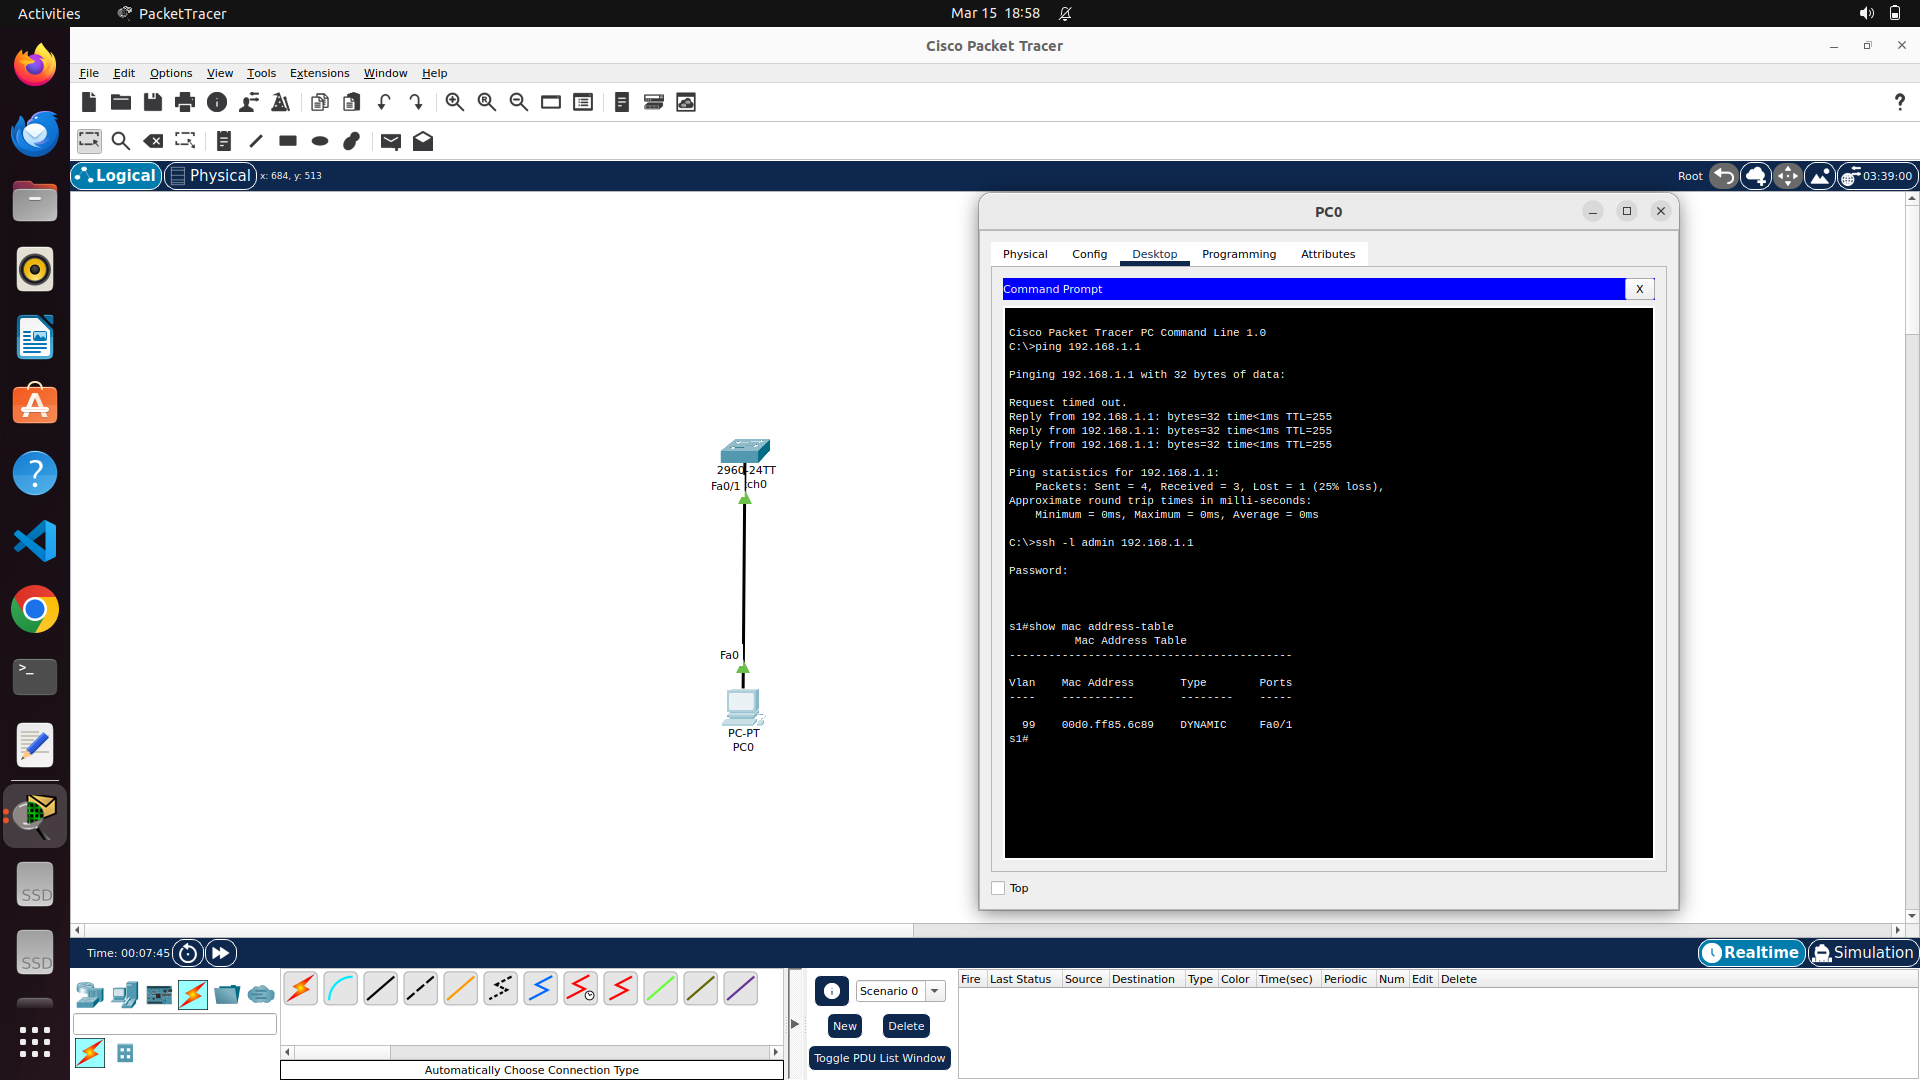 Activities
PacketTracer
Mar 15 18:58
Cisco Packet Tracer
File Edit Options View Tools Extensions Window Help
Logical
Physical
x: 684, y: 513
Root
03:39:00
2960-24TT
Fa0/1
Fa0
PC-PT
PC0
PC0
Physical Config Desktop Programming Attributes
Command Prompt
X
Cisco Packet Tracer PC Command Line 1.0
C:\>ping 192.168.1.1
Pinging 192.168.1.1 with 32 bytes of data:
Request timed out.
Reply from 192.168.1.1: bytes=32 time<1ms TTL=255
Reply from 192.168.1.1: bytes=32 time<1ms TTL=255
Reply from 192.168.1.1: bytes=32 time<1ms TTL=255
Ping statistics for 192.168.1.1:
Packets: Sent = 4, Received = 3, Lost = 1 (25% loss),
Approximate round trip times in milli-seconds:
Minimum = 0ms, Maximum = 0ms, Average = 0ms
C:\>ssh -l admin 192.168.1.1
Password:
s1#show mac address-table
Mac Address Table
-------------------------------------------
Vlan Mac Address Type Ports
---- ----------- -------- -----
99 00d0.ff85.6c89 DYNAMIC Fa0/1
s1#
Top
SSD
SSD
Time: 00:07:45
Realtime
Simulation
Scenario 0
New
Delete
Toggle PDU List Window
Fire Last Status Source Destination Type Color Time(sec) Periodic Num Edit Delete
Automatically Choose Connection Type